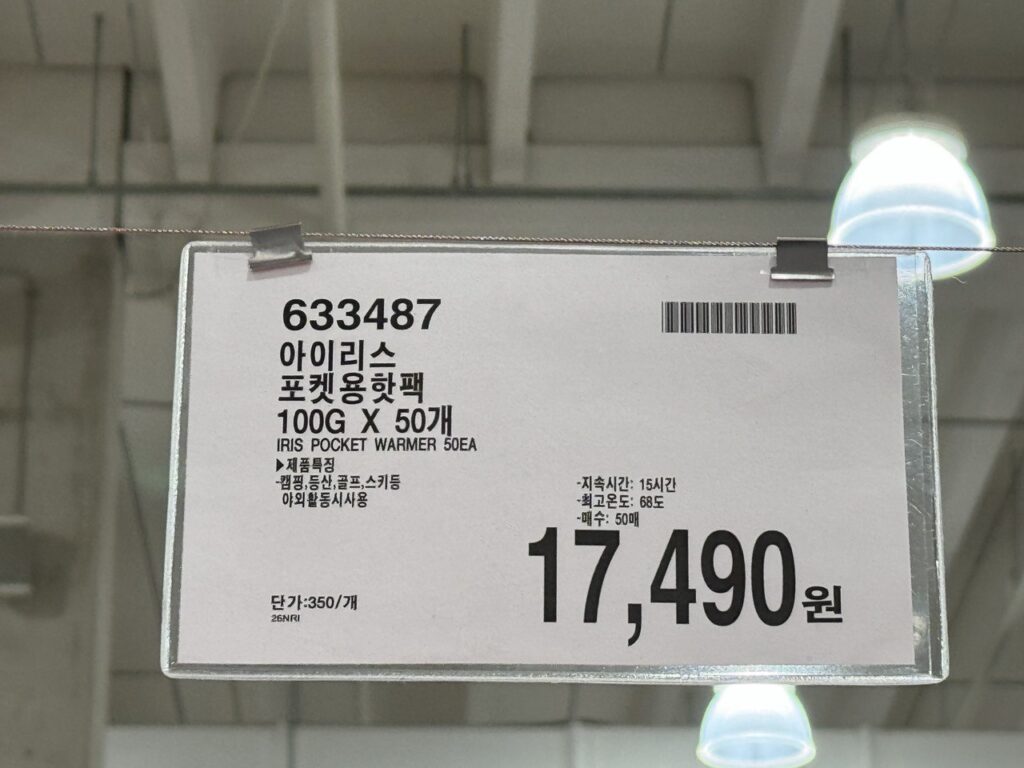 633487
아이리스
포켓용핫팩
100G X 50개
IRIS POCKET WARMER 50EA
▶제품특징
-캠핑,등산,골프,스키등
야외활동시사용
-지속시간: 15시간
-최고온도: 68도
-매수: 50매
17,490원
단가:350/개
26NRI